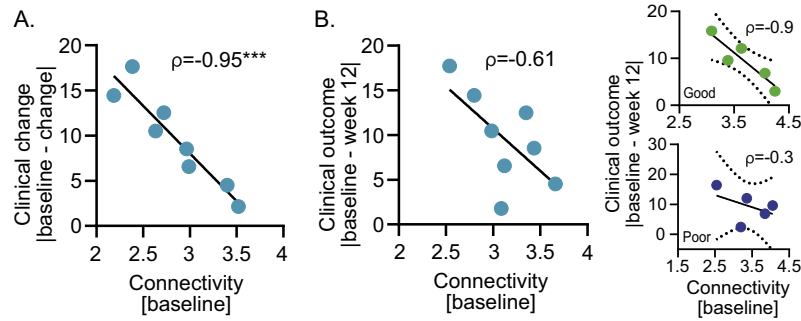 A.
ρ=-0.95***
Clinical change
|baseline - change|
20
15
10
5
0
2 2.5 3 3.5 4
Connectivity
[baseline]
B.
ρ=-0.61
Clinical outcome
|baseline - week 12|
20
15
10
5
0
2 2.5 3 3.5 4
Connectivity
[baseline]
Clinical outcome
|baseline - week 12|
ρ=-0.9
20
10
0
Good
2.5 3.5 4.5
ρ=-0.3
30
20
10
0
Poor
1.5 2.5 3.5 4.5
Connectivity
[baseline]